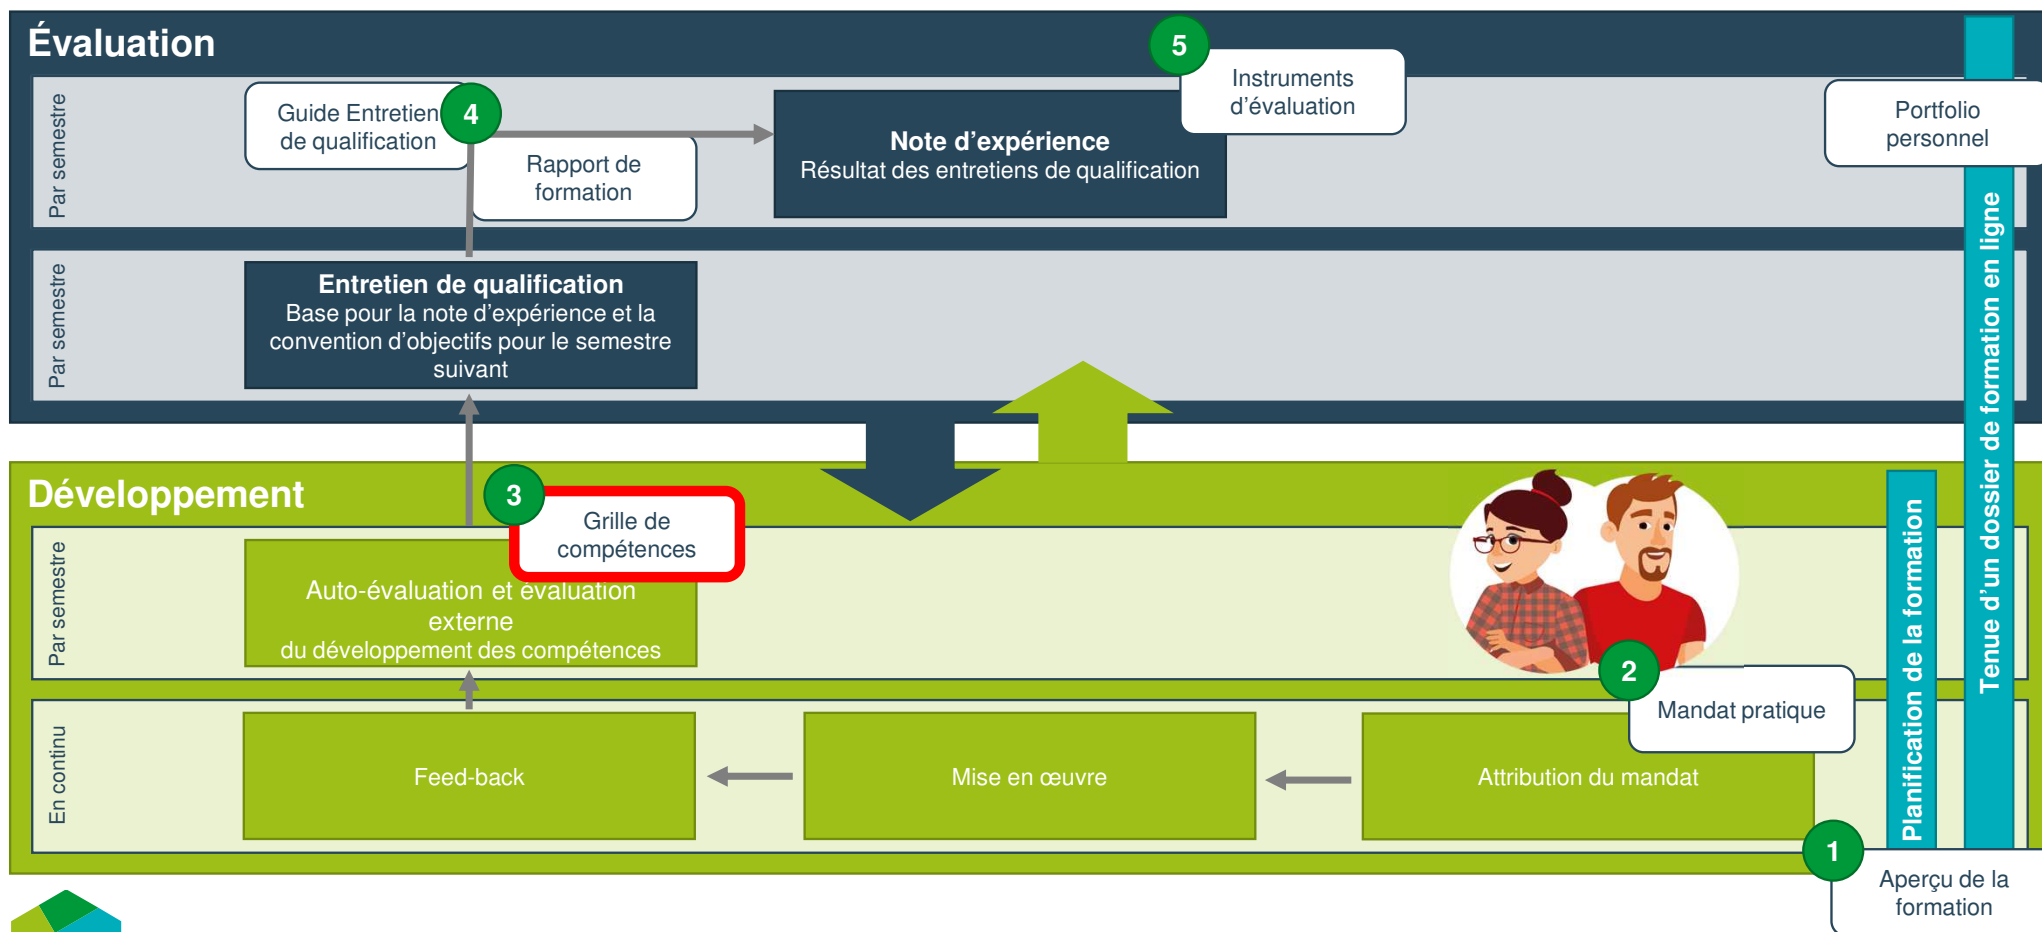 Évaluation
5
Instruments
d’évaluation
Par semestre
Guide Entretien
de qualification
4
Rapport de
formation
Note d’expérience
Résultat des entretiens de qualification
Portfolio
personnel
Par semestre
Entretien de qualification
Base pour la note d’expérience et la
convention d’objectifs pour le semestre
suivant
Tenue d’un dossier de formation en ligne
Développement
3
Grille de
compétences
Par semestre
Auto-évaluation et évaluation
externe
du développement des compétences
2
Mandat pratique
Planification de la formation
En continu
Feed-back
Mise en œuvre
Attribution du mandat
1
Aperçu de la
formation